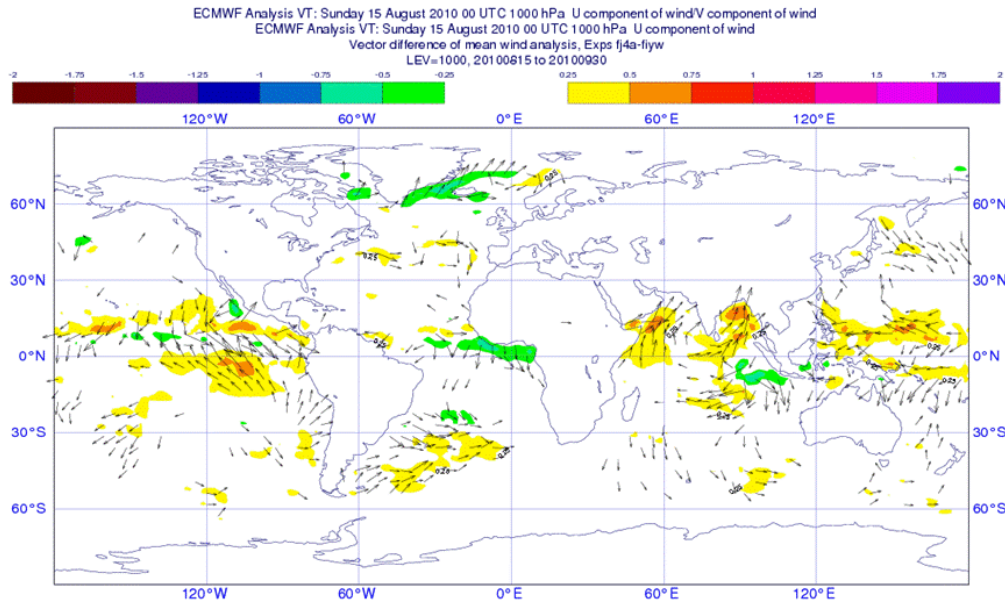 ECMWF Analysis VT: Sunday 15 August 2010 00 UTC 1000 hPa  U component of wind/V component of wind
ECMWF Analysis VT: Sunday 15 August 2010 00 UTC 1000 hPa  U component of wind
Vector difference of mean wind analysis, Exps fj4a-fiyw
LEV=1000, 20100815 to 20100930
-2 -1.75 -1.5 -1.25 -1 -0.75 -0.5 -0.25 0.25 0.5 0.75 1 1.25 1.5 1.75 2
120°W 60°W 0°E 60°E 120°E
60°N 60°N
30°N 30°N
0°N 0°N
30°S 30°S
60°S 60°S
120°W 60°W 0°E 60°E 120°E